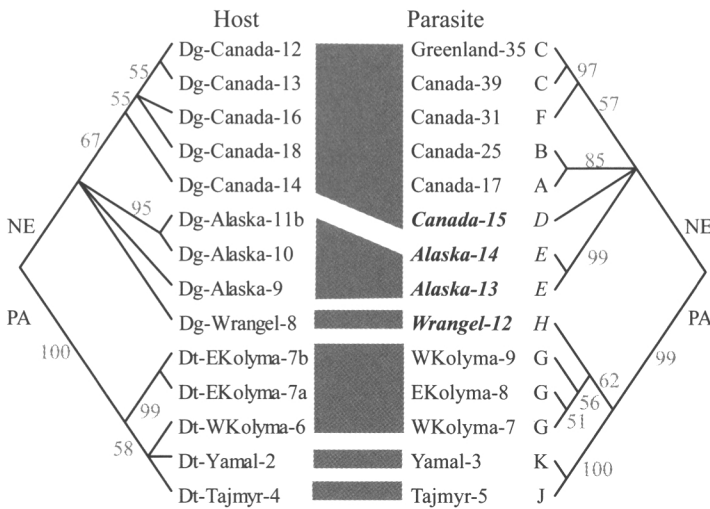 Host Parasite
Dg-Canada-12 Greenland-35 C
55 97
Dg-Canada-13 Canada-39 C
55 57
Dg-Canada-16 Canada-31 F
67
Dg-Canada-18 Canada-25 B
85
Dg-Canada-14 Canada-17 A
95
NE Dg-Alaska-11b Canada-15 D NE
Dg-Alaska-10 Alaska-14 E
99
Dg-Alaska-9 Alaska-13 E
PA Dg-Wrangel-8 Wrangel-12 H PA
100 99
Dt-EKolyma-7b WKolyma-9 G
62
Dt-EKolyma-7a EKolyma-8 G
99 56
51
Dt-WKolyma-6 WKolyma-7 G
58
Dt-Yamal-2 Yamal-3 K
100
Dt-Tajmyr-4 Tajmyr-5 J